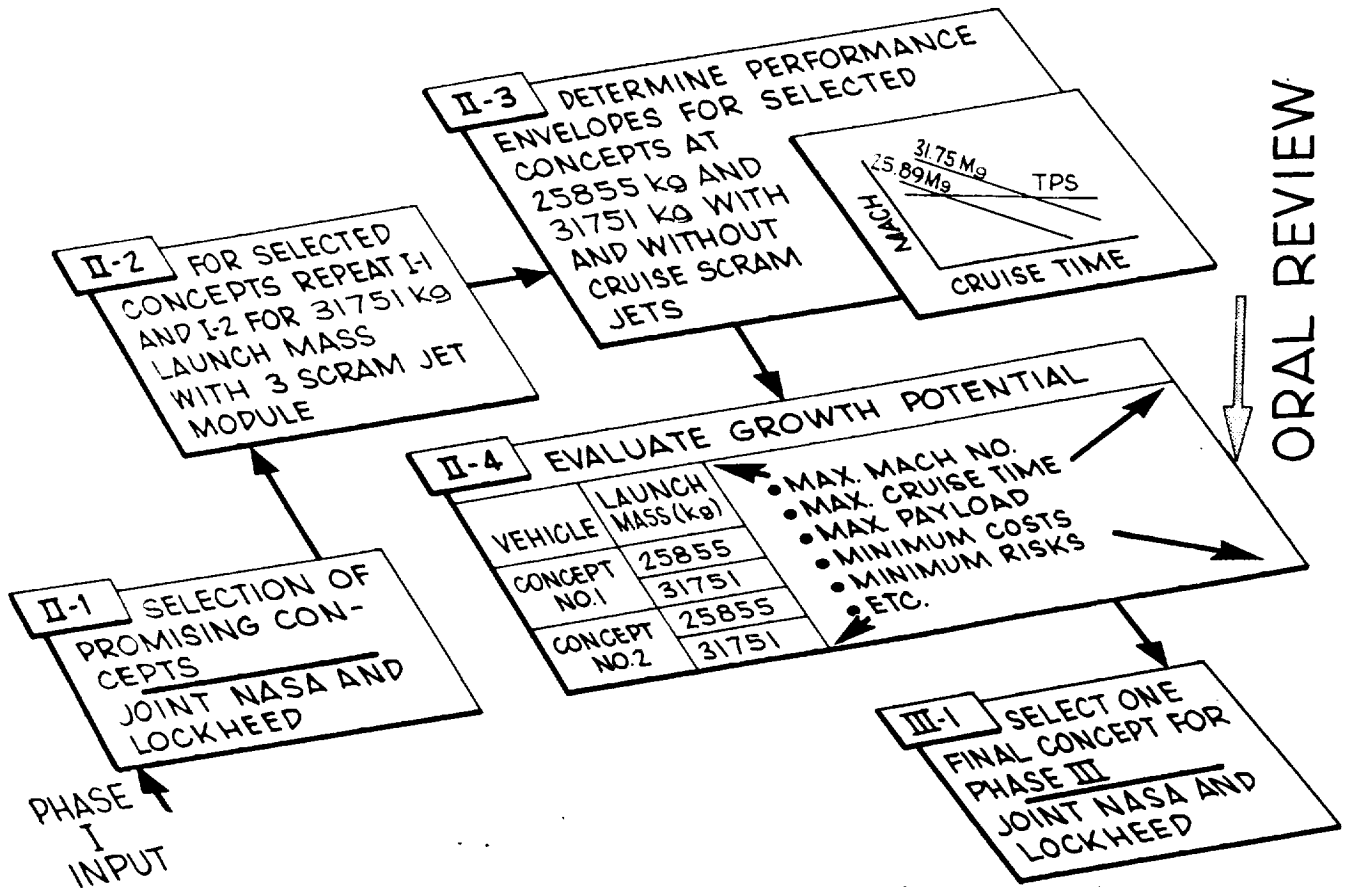 II-3 DETERMINE PERFORMANCE
ENVELOPES FOR SELECTED
CONCEPTS AT
25855 kg AND
31751 kg WITH
AND WITHOUT
CRUISE SCRAM
JETS
31.75 Mg
25.89 Mg
TPS
MACH
CRUISE TIME
ORAL REVIEW
II-2 FOR SELECTED
CONCEPTS REPEAT I-1
AND I-2 FOR 31751 kg
LAUNCH MASS
WITH 3 SCRAM JET
MODULE
II-4 EVALUATE GROWTH POTENTIAL
VEHICLE
LAUNCH
MASS (kg)
CONCEPT
NO.1
25855
31751
CONCEPT
NO.2
25855
31751
• MAX. MACH NO.
• MAX. CRUISE TIME
• MAX. PAYLOAD
• MINIMUM COSTS
• MINIMUM RISKS
• ETC.
II-1 SELECTION OF
PROMISING CON-
CEPTS
JOINT NASA AND
LOCKHEED
PHASE
I
INPUT
III-1 SELECT ONE
FINAL CONCEPT FOR
PHASE III
JOINT NASA AND
LOCKHEED